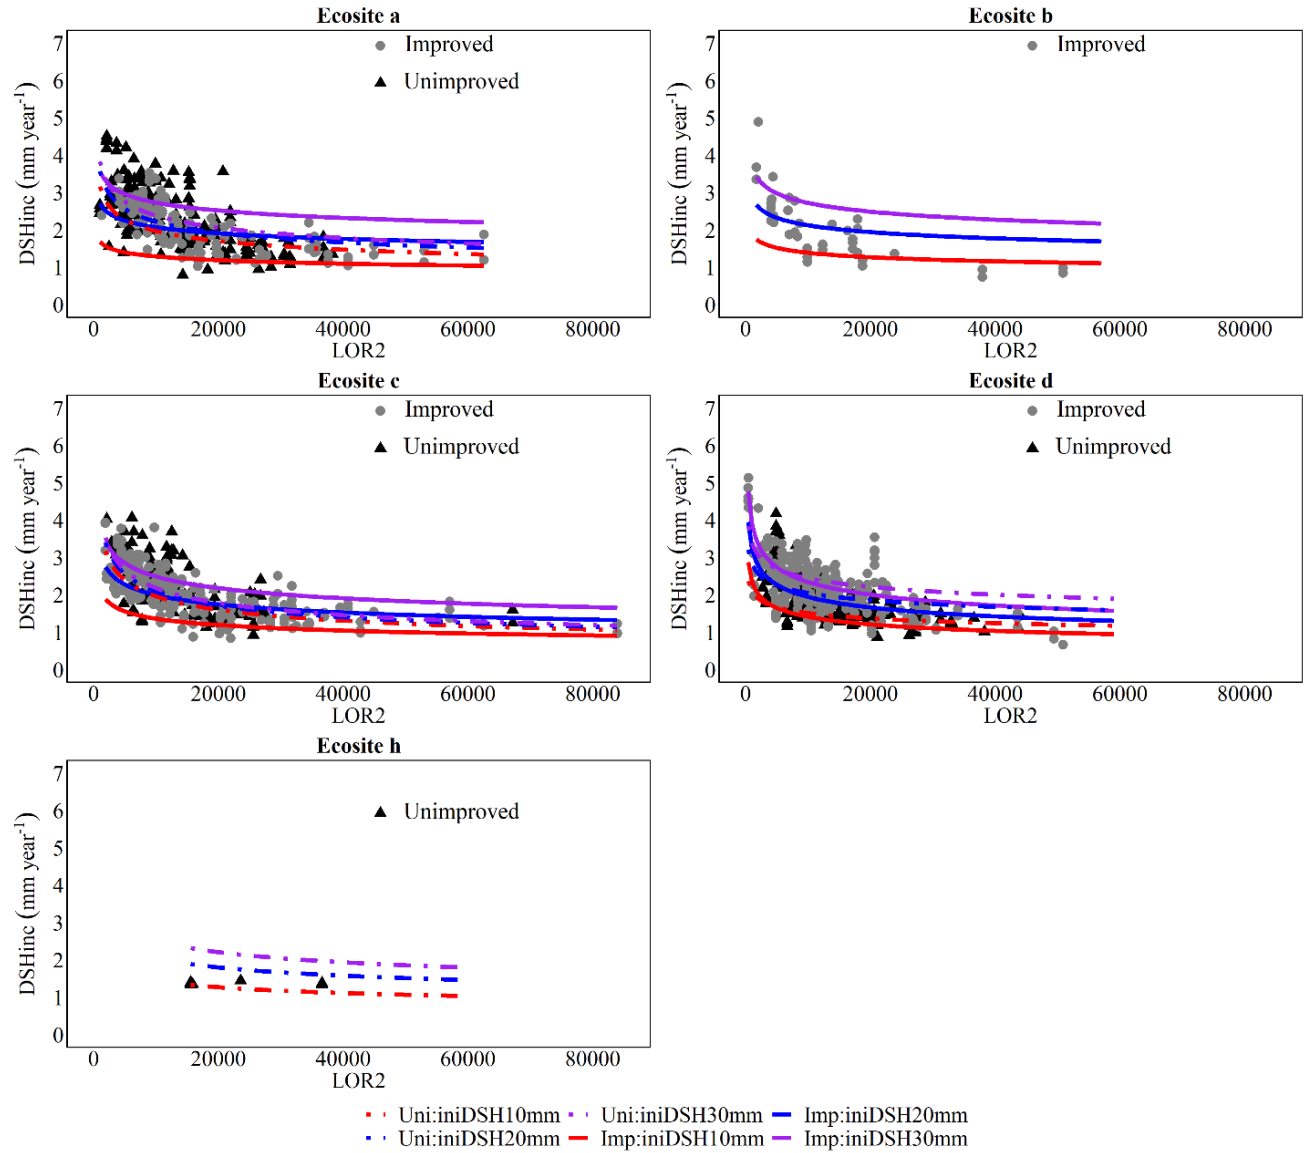 Ecosite a
Improved
Unimproved
DSHinc (mm year-1)
7
6
5
4
3
2
1
0
0 20000 40000 60000 80000
LOR2
Ecosite b
Improved
DSHinc (mm year-1)
7
6
5
4
3
2
1
0
0 20000 40000 60000 80000
LOR2
Ecosite c
Improved
Unimproved
DSHinc (mm year-1)
7
6
5
4
3
2
1
0
0 20000 40000 60000 80000
LOR2
Ecosite d
Improved
Unimproved
DSHinc (mm year-1)
7
6
5
4
3
2
1
0
0 20000 40000 60000 80000
LOR2
Ecosite h
Unimproved
DSHinc (mm year-1)
7
6
5
4
3
2
1
0
0 20000 40000 60000 80000
LOR2
Uni:iniDSH10mm Uni:iniDSH30mm Imp:iniDSH20mm
Uni:iniDSH20mm Imp:iniDSH10mm Imp:iniDSH30mm